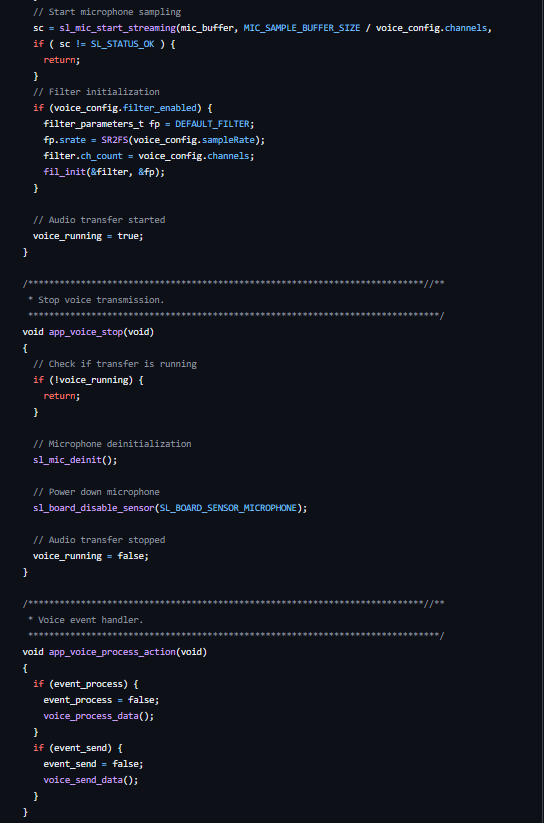 // Start microphone sampling
sc = sl_mic_start_streaming(mic_buffer, MIC_SAMPLE_BUFFER_SIZE / voice_config.channels,
if ( sc != SL_STATUS_OK ) {
return;
}
// Filter initialization
if (voice_config.filter_enabled) {
filter_parameters_t fp = DEFAULT_FILTER;
fp.srate = SR2FS(voice_config.sampleRate);
filter.ch_count = voice_config.channels;
fil_init(&filter, &fp);
}
// Audio transfer started
voice_running = true;
}
/***************************************************************************//**
* Stop voice transmission.
******************************************************************************/
void app_voice_stop(void)
{
// Check if transfer is running
if (!voice_running) {
return;
}
// Microphone deinitialization
sl_mic_deinit();
// Power down microphone
sl_board_disable_sensor(SL_BOARD_SENSOR_MICROPHONE);
// Audio transfer stopped
voice_running = false;
}
/***************************************************************************//**
* Voice event handler.
******************************************************************************/
void app_voice_process_action(void)
{
if (event_process) {
event_process = false;
voice_process_data();
}
if (event_send) {
event_send = false;
voice_send_data();
}
}